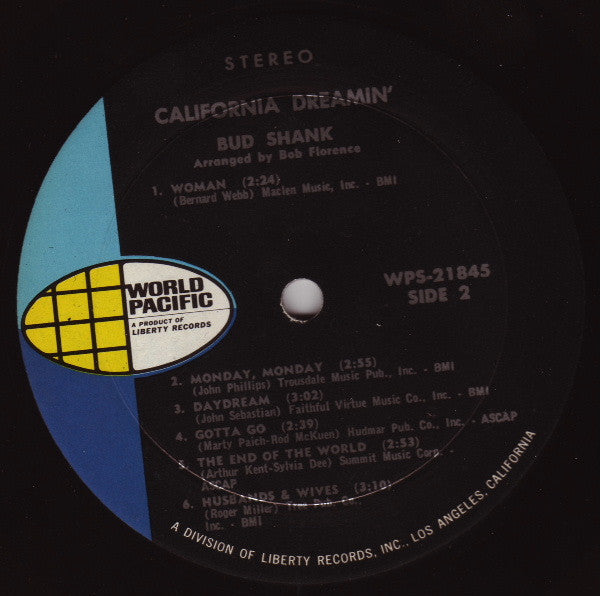 STEREO
CALIFORNIA DREAMIN'
BUD SHANK
Arranged by Bob Florence
1. WOMAN (2:24)
(Bernard Webb) Maclen Music, Inc. - BMI
WORLD
PACIFIC
A PRODUCT OF
LIBERTY RECORDS
WPS-21845
SIDE 2
2. MONDAY, MONDAY (2:55)
(John Phillips) Trousdale Music Pub., Inc. - BMI
3. DAYDREAM (3:02)
(John Sebastian) Faithful Virtue Music Co., Inc. - BMI
4. GOTTA GO (2:39)
(Marty Paich-Rod McKuen) Hudmar Pub. Co., Inc. - ASCAP
5. THE END OF THE WORLD (2:53)
(Arthur Kent-Sylvia Dee) Summit Music Corp. -
ASCAP
6. HUSBANDS & WIVES (3:10)
(Roger Miller) Pub. Co.,
Inc. - BMI
A DIVISION OF LIBERTY RECORDS, INC., LOS ANGELES, CALIFORNIA